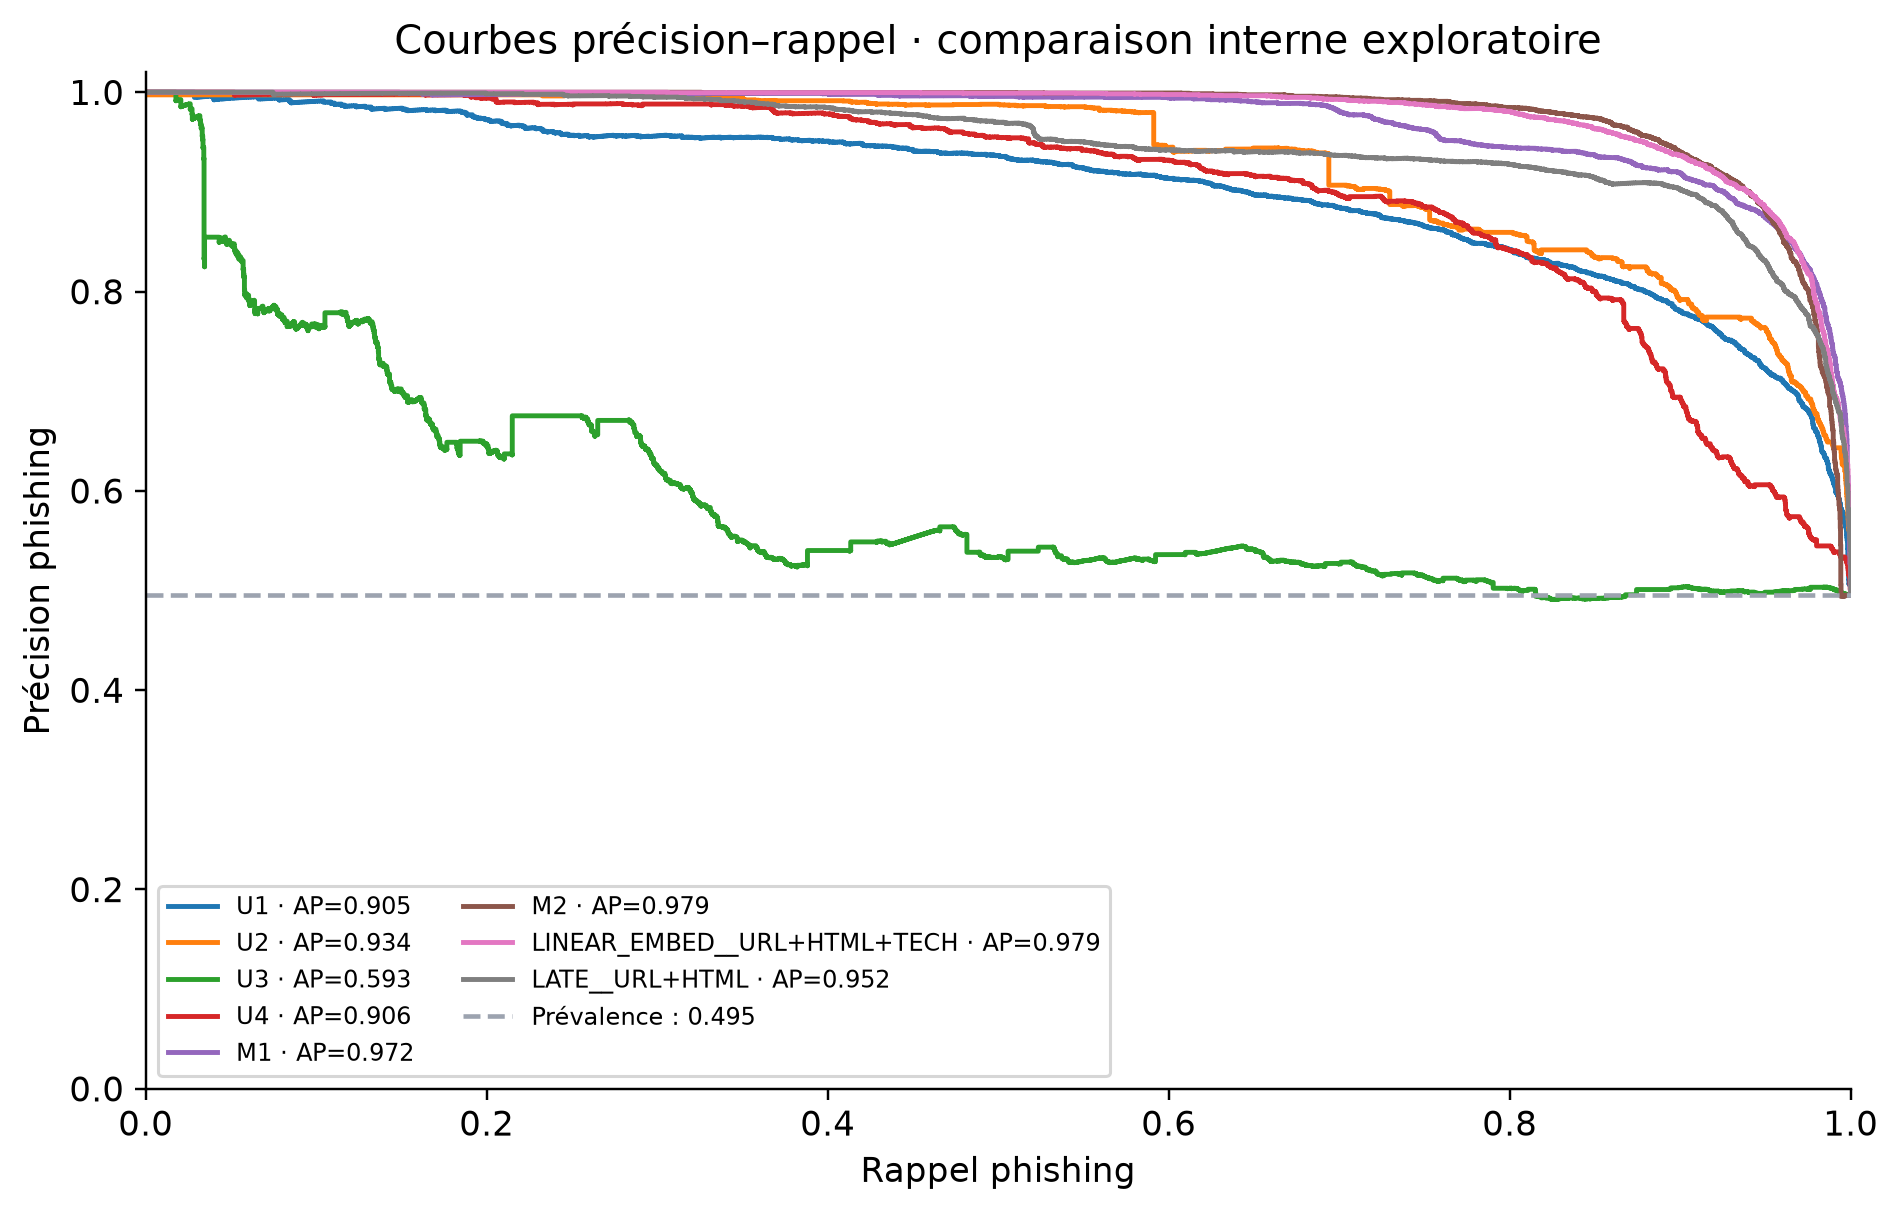 Courbes précision–rappel · comparaison interne exploratoire
Précision phishing
1.0
0.8
0.6
0.4
0.2
0.0
U1 · AP=0.905
U2 · AP=0.934
U3 · AP=0.593
U4 · AP=0.906
M1 · AP=0.972
M2 · AP=0.979
LINEAR_EMBED__URL+HTML+TECH · AP=0.979
LATE__URL+HTML · AP=0.952
Prévalence : 0.495
0.0 0.2 0.4 0.6 0.8 1.0
Rappel phishing